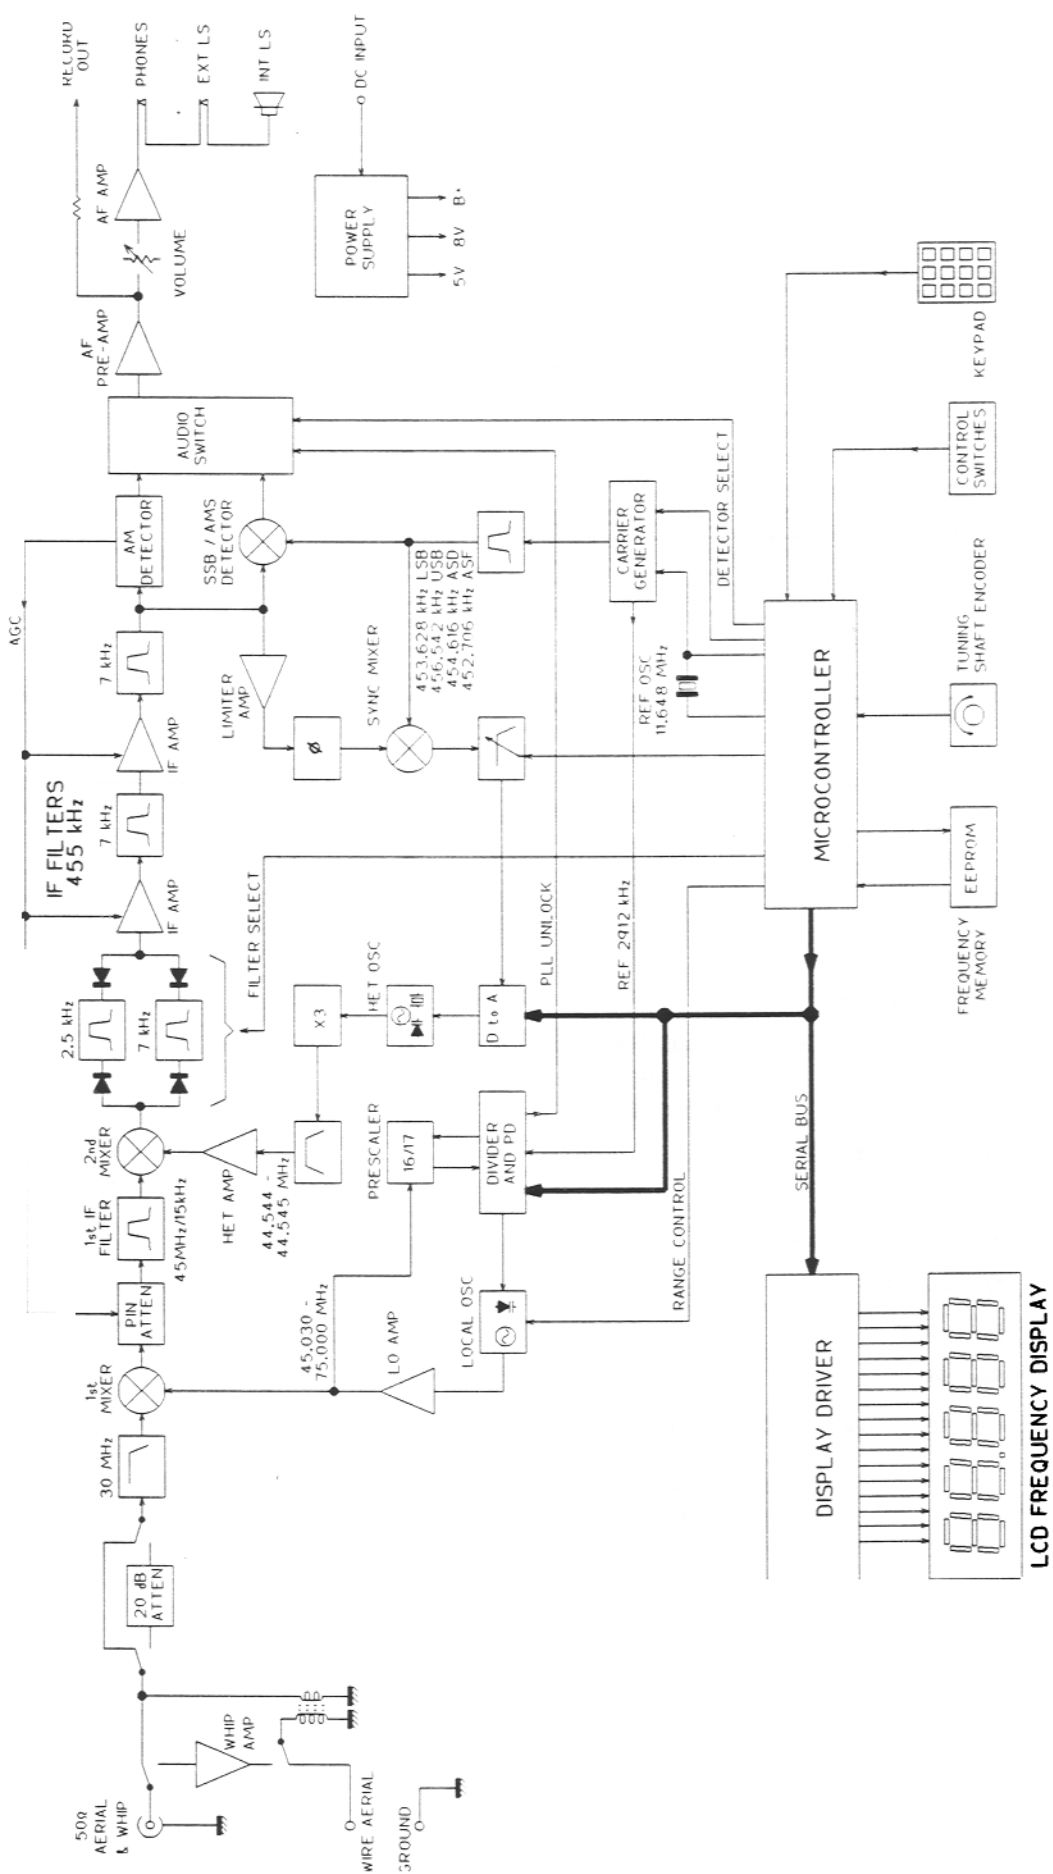 50Ω
AERIAL
& WHIP
WHIP
AMP
WIRE AERIAL
GROUND
20 dB
ATTEN
30 MHz
1st
MIXER
PIN
ATTEN
1st IF
FILTER
45MHz/15kHz
2nd
MIXER
2.5 kHz
7 kHz
FILTER SELECT
IF FILTERS
455 kHz
IF AMP
7 kHz
IF AMP
7 kHz
AGC
AM
DETECTOR
SSB / AMS
DETECTOR
AUDIO
SWITCH
AF
PRE-AMP
VOLUME
AF AMP
RECORD
OUT
PHONES
EXT LS
INT LS
DC INPUT
POWER
SUPPLY
5V
8V
B+
LIMITER
AMP
ø
SYNC MIXER
453.628 kHz LSB
456.542 kHz USB
454.616 kHz ASD
452.706 kHz ASF
CARRIER
GENERATOR
DETECTOR SELECT
REF OSC
11.648 MHz
HET AMP
44.544 -
44.545 MHz
X3
HET OSC
D to A
PLL UNLOCK
REF 2912 kHz
PRESCALER
16/17
DIVIDER
AND PD
45.030 -
75.000 MHz
LO AMP
LOCAL OSC
RANGE CONTROL
SERIAL BUS
MICROCONTROLLER
KEYPAD
CONTROL
SWITCHES
TUNING
SHAFT ENCODER
EEPROM
FREQUENCY
MEMORY
DISPLAY DRIVER
LCD FREQUENCY DISPLAY